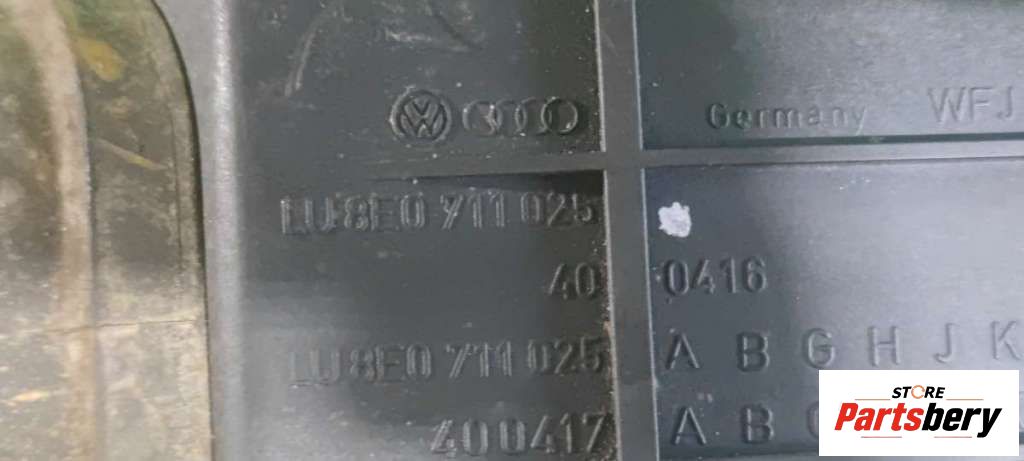 Germany WFJ
LU8E0 711 025
40 0416
LU8E0 711 025 A B G H J K
400417 A B
STORE
Partsbery